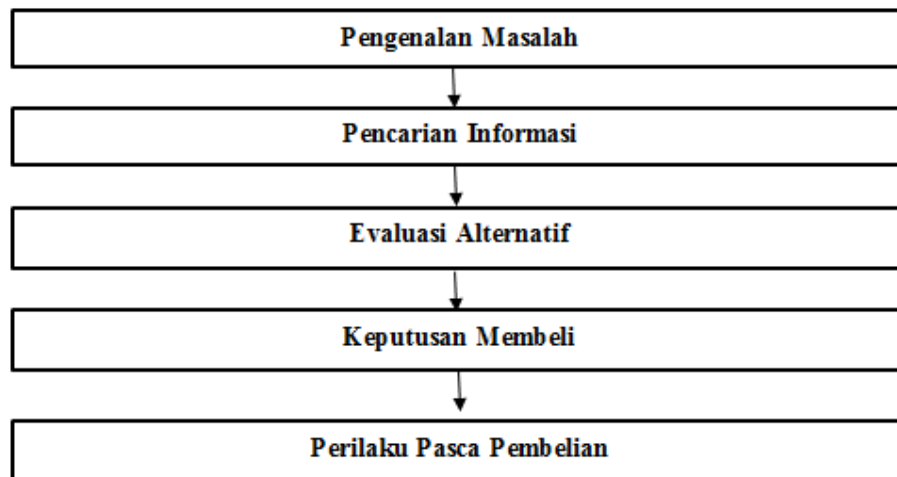 Pengenalan Masalah
Pencarian Informasi
Evaluasi Alternatif
Keputusan Membeli
Perilaku Pasca Pembelian